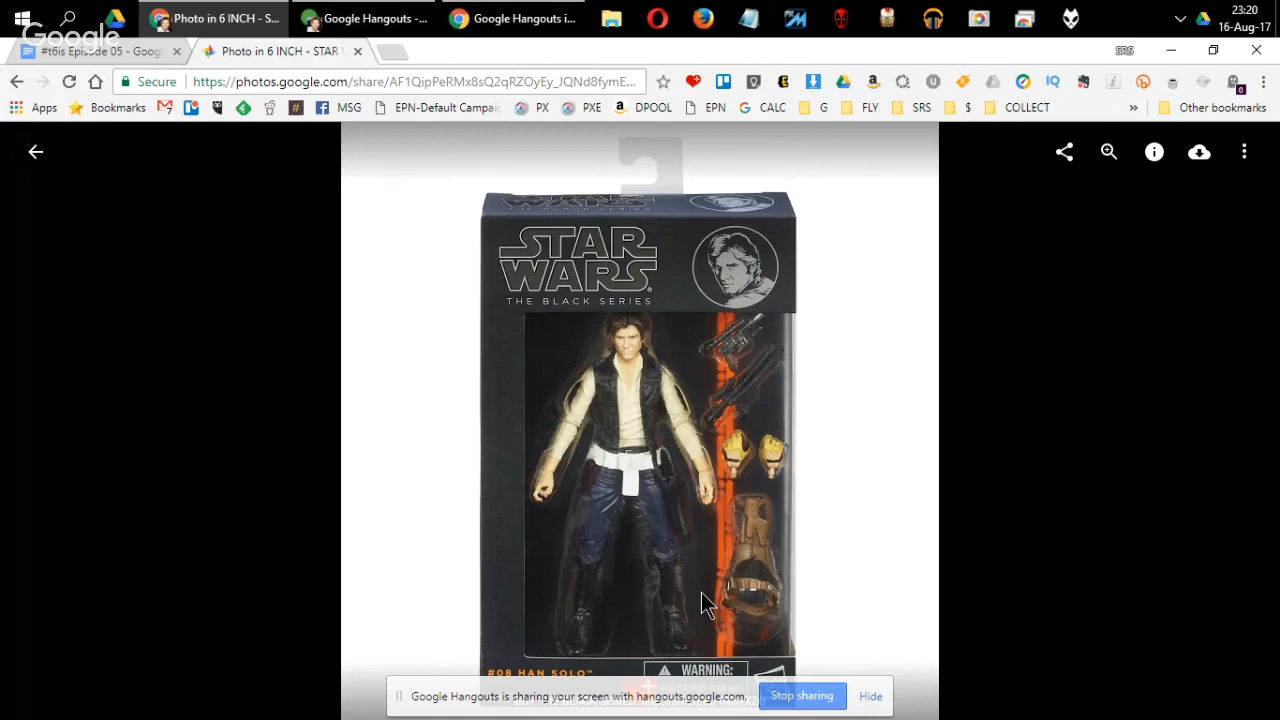 Photo in 6 INCH - S...
Google Hangouts -...
Google Hangouts i...
23:20
16-Aug-17
Google
#t6is Episode 05 - Goog
Photo in 6 INCH - STAR
SRS
Secure
https://photos.google.com/share/AF1QipPeRMx8sQ2qRZOyEy_JQNd8fymE...
Apps
Bookmarks
MSG
EPN-Default Campai
PX
PXE
DPOOL
EPN
CALC
G
FLY
SRS
$
COLLECT
Other bookmarks
STAR
WARS
THE BLACK SERIES
#08 HAN SOLO™
WARNING:
Google Hangouts is sharing your screen with hangouts.google.com.
Stop sharing
Hide